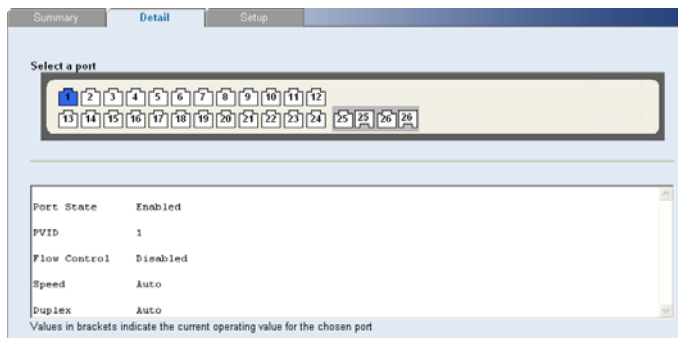 Summary Detail Setup
Select a port
1 2 3 4 5 6 7 8 9 10 11 12
13 14 15 16 17 18 19 20 21 22 23 24 25 25 26 26
Port State Enabled
PVID 1
Flow Control Disabled
Speed Auto
Duplex Auto
Values in brackets indicate the current operating value for the chosen port